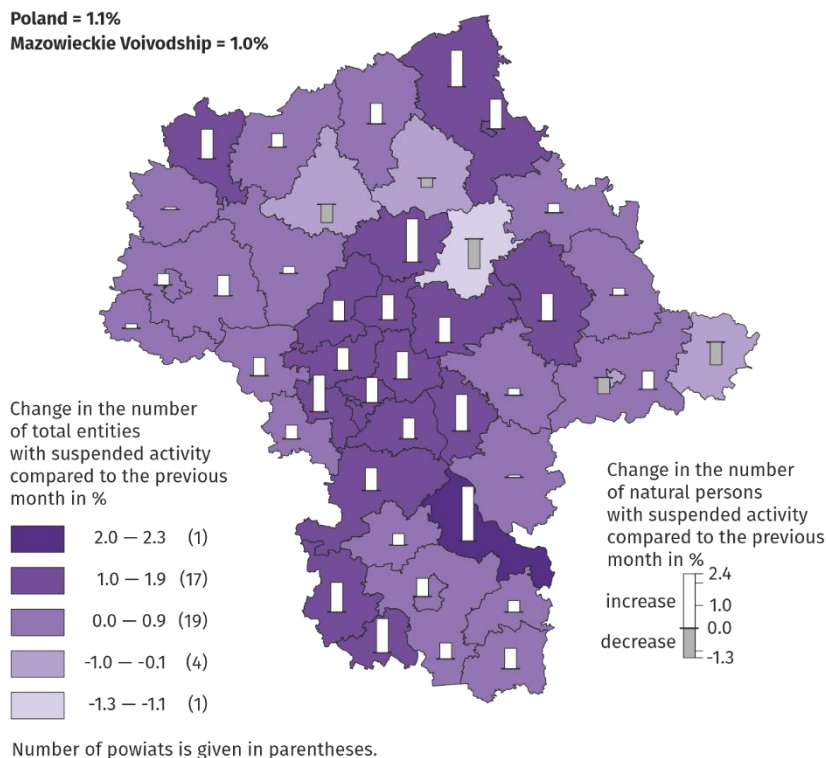 Poland = 1.1%
Mazowieckie Voivodship = 1.0%
Change in the number
of total entities
with suspended activity
compared to the previous
month in %
2.0 — 2.3 (1)
1.0 — 1.9 (17)
0.0 — 0.9 (19)
-1.0 — -0.1 (4)
-1.3 — -1.1 (1)
Change in the number
of natural persons
with suspended activity
compared to the previous
month in %
2.4
increase 1.0
0.0
decrease
-1.3
Number of powiats is given in parentheses.